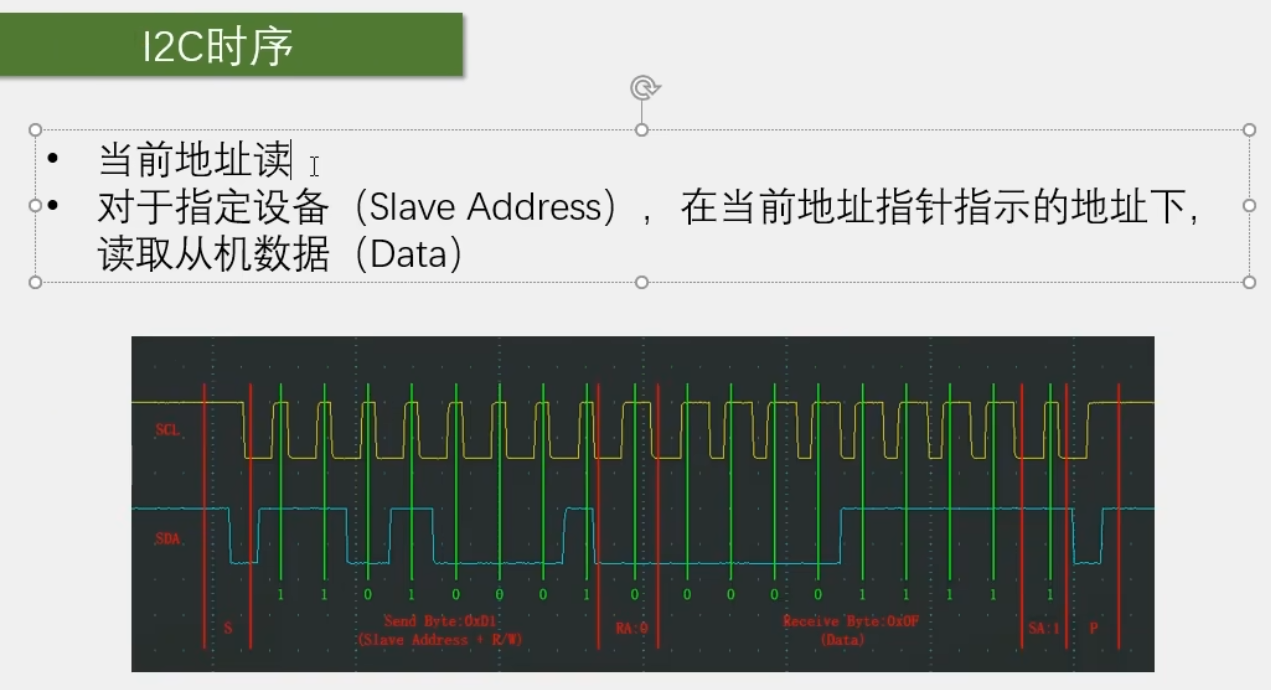 I2C时序
• 当前地址读
• 对于指定设备（Slave Address），在当前地址指针指示的地址下，
读取从机数据（Data）
SCL
SDA
1 1 0 1 0 0 0 1 0 0 0 0 0 1 1 1 1 1
S Send Byte:0xD1 RA:0 Receive Byte:0x0F SA:1 P
(Slave Address + R/W) (Data)